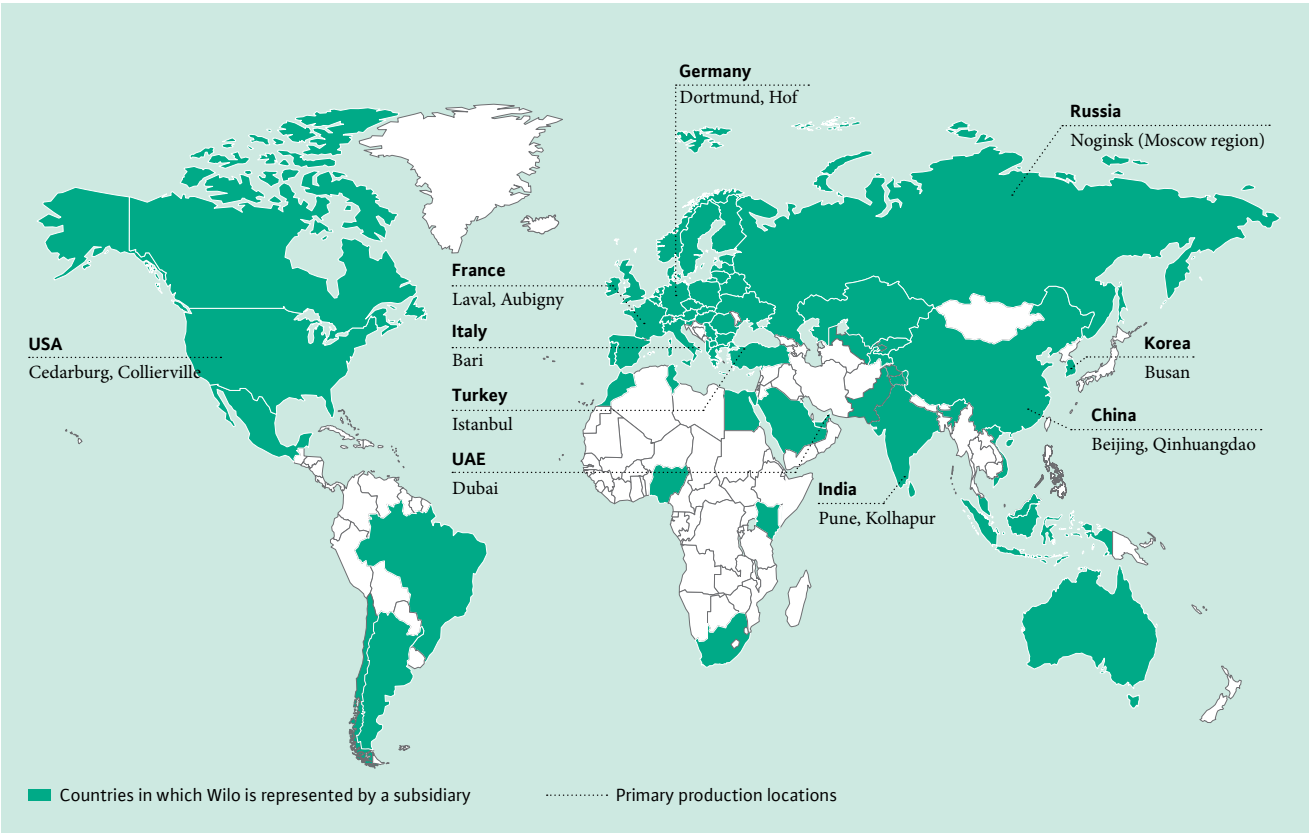 Germany
Dortmund, Hof
Russia
Noginsk (Moscow region)
France
Laval, Aubigny
Italy
Bari
USA
Cedarburg, Collierville
Korea
Busan
Turkey
Istanbul
China
Beijing, Qinhuangdao
UAE
Dubai
India
Pune, Kolhapur
Countries in which Wilo is represented by a subsidiary
Primary production locations